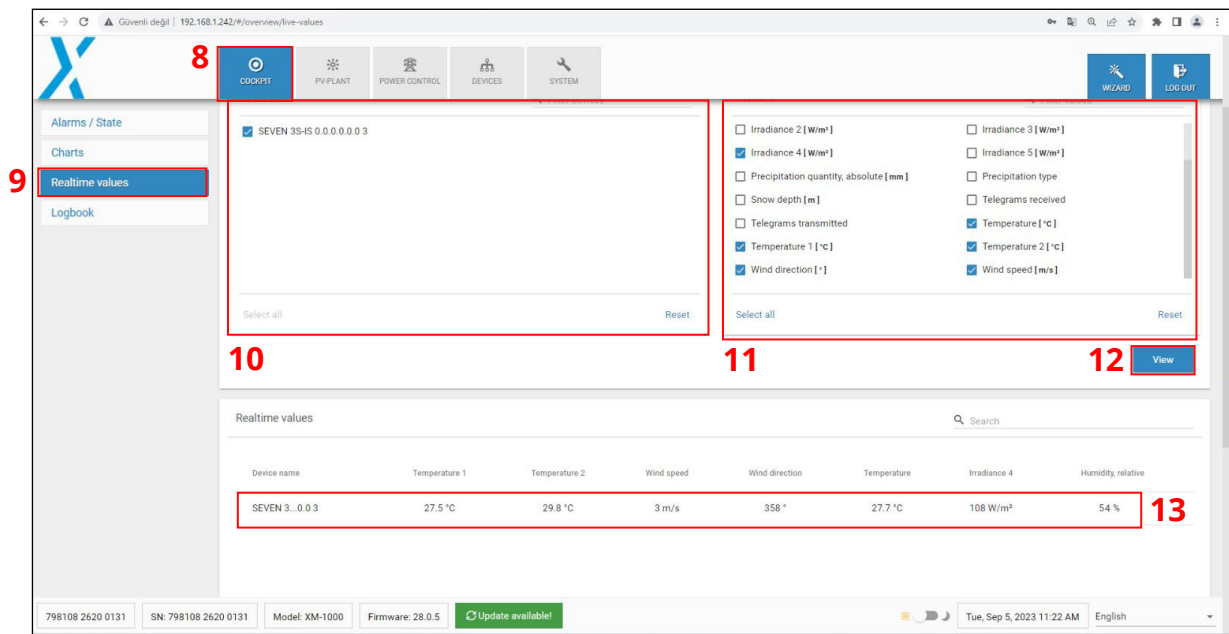 Güvenli değil | 192.168.1.242/#/overview/live-values
8
COCKPIT
PV-PLANT
POWER CONTROL
DEVICES
SYSTEM
WIZARD
LOG OUT
Alarms / State
Charts
9
Realtime values
Logbook
SEVEN 3S-IS 0.0.0.0.0.0 3
Select all
Reset
10
Irradiance 2 [ W/m² ]
Irradiance 3 [ W/m² ]
Irradiance 4 [ W/m² ]
Irradiance 5 [ W/m² ]
Precipitation quantity, absolute [ mm ]
Precipitation type
Snow depth [ m ]
Telegrams received
Telegrams transmitted
Temperature [ °C ]
Temperature 1 [ °C ]
Temperature 2 [ °C ]
Wind direction [ ° ]
Wind speed [ m/s ]
Select all
Reset
11
12
View
Realtime values
Search
Device name Temperature 1 Temperature 2 Wind speed Wind direction Temperature Irradiance 4 Humidity, relative
SEVEN 3...0.0 3 27.5 °C 29.8 °C 3 m/s 358 ° 27.7 °C 108 W/m² 54 %
13
798108 2620 0131
SN: 798108 2620 0131
Model: XM-1000
Firmware: 28.0.5
Update available!
Tue, Sep 5, 2023 11:22 AM
English